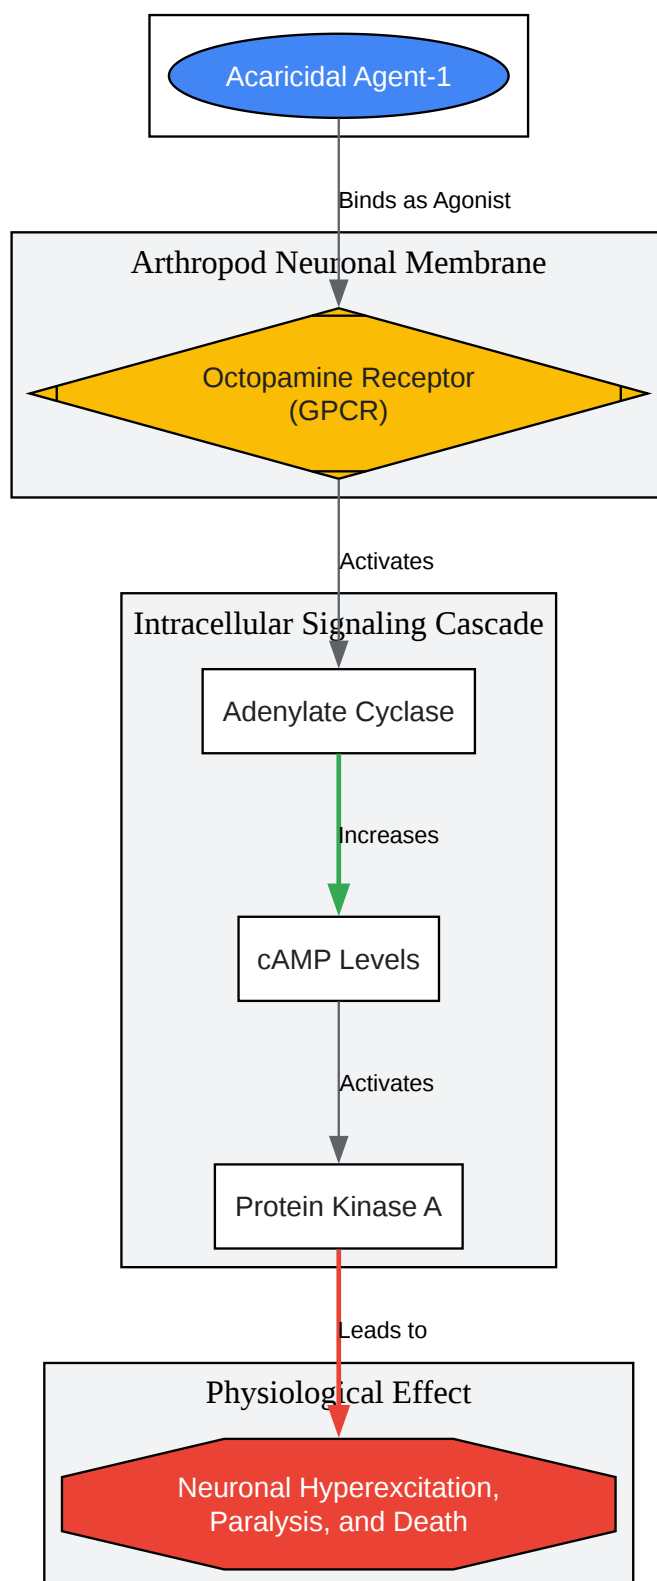 Acaricidal Agent-1
Binds as Agonist
Arthropod Neuronal Membrane
Octopamine Receptor
(GPCR)
Activates
Intracellular Signaling Cascade
Adenylate Cyclase
Increases
cAMP Levels
Activates
Protein Kinase A
Leads to
Physiological Effect
Neuronal Hyperexcitation,
Paralysis, and Death